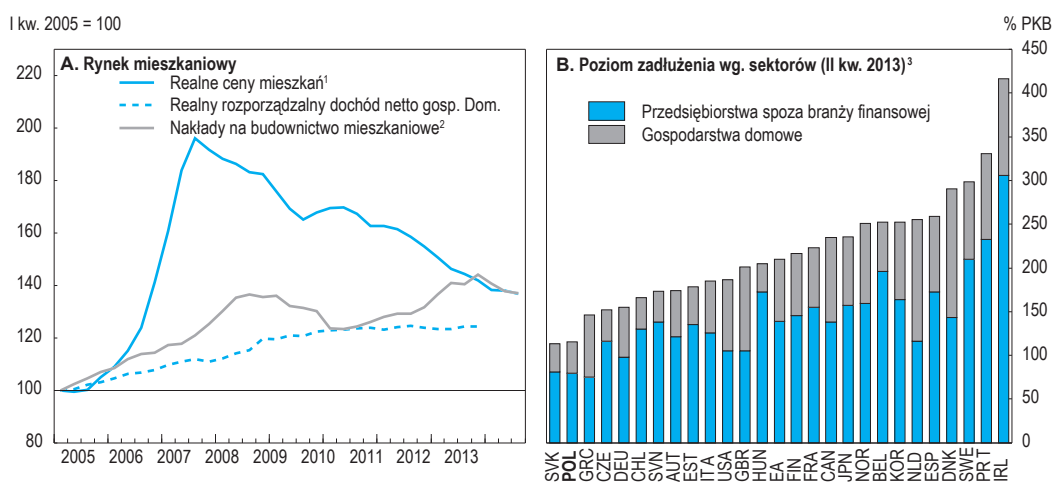 I kw. 2005 = 100
% PKB
A. Rynek mieszkaniowy
Realne ceny mieszkań¹
Realny rozporządzalny dochód netto gosp. Dom.
Nakłady na budownictwo mieszkaniowe²
220
200
180
160
140
120
100
80
2005 2006 2007 2008 2009 2010 2011 2012 2013
B. Poziom zadłużenia wg. sektorów (II kw. 2013)³
Przedsiębiorstwa spoza branży finansowej
Gospodarstwa domowe
450
400
350
300
250
200
150
100
50
0
SVK
POL
GRC
CZE
DEU
CHL
SVN
AUT
EST
ITA
USA
GBR
HUN
EA
FIN
FRA
CAN
JPN
NOR
BEL
KOR
NLD
ESP
DNK
SWE
PRT
IRL